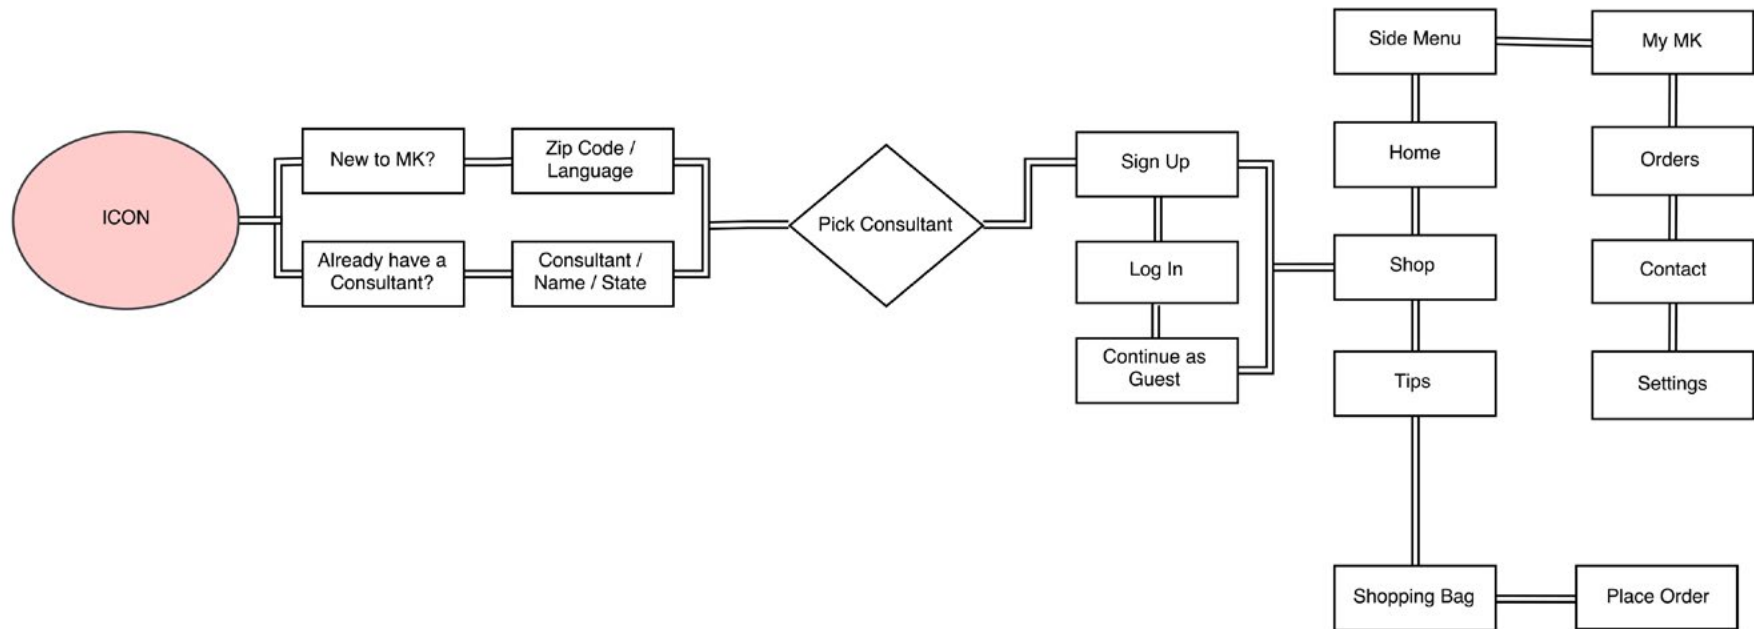 ICON
New to MK?
Zip Code /
Language
Already have a
Consultant?
Consultant /
Name / State
Pick Consultant
Sign Up
Log In
Continue as
Guest
Side Menu
Home
Shop
Tips
Shopping Bag
Place Order
My MK
Orders
Contact
Settings